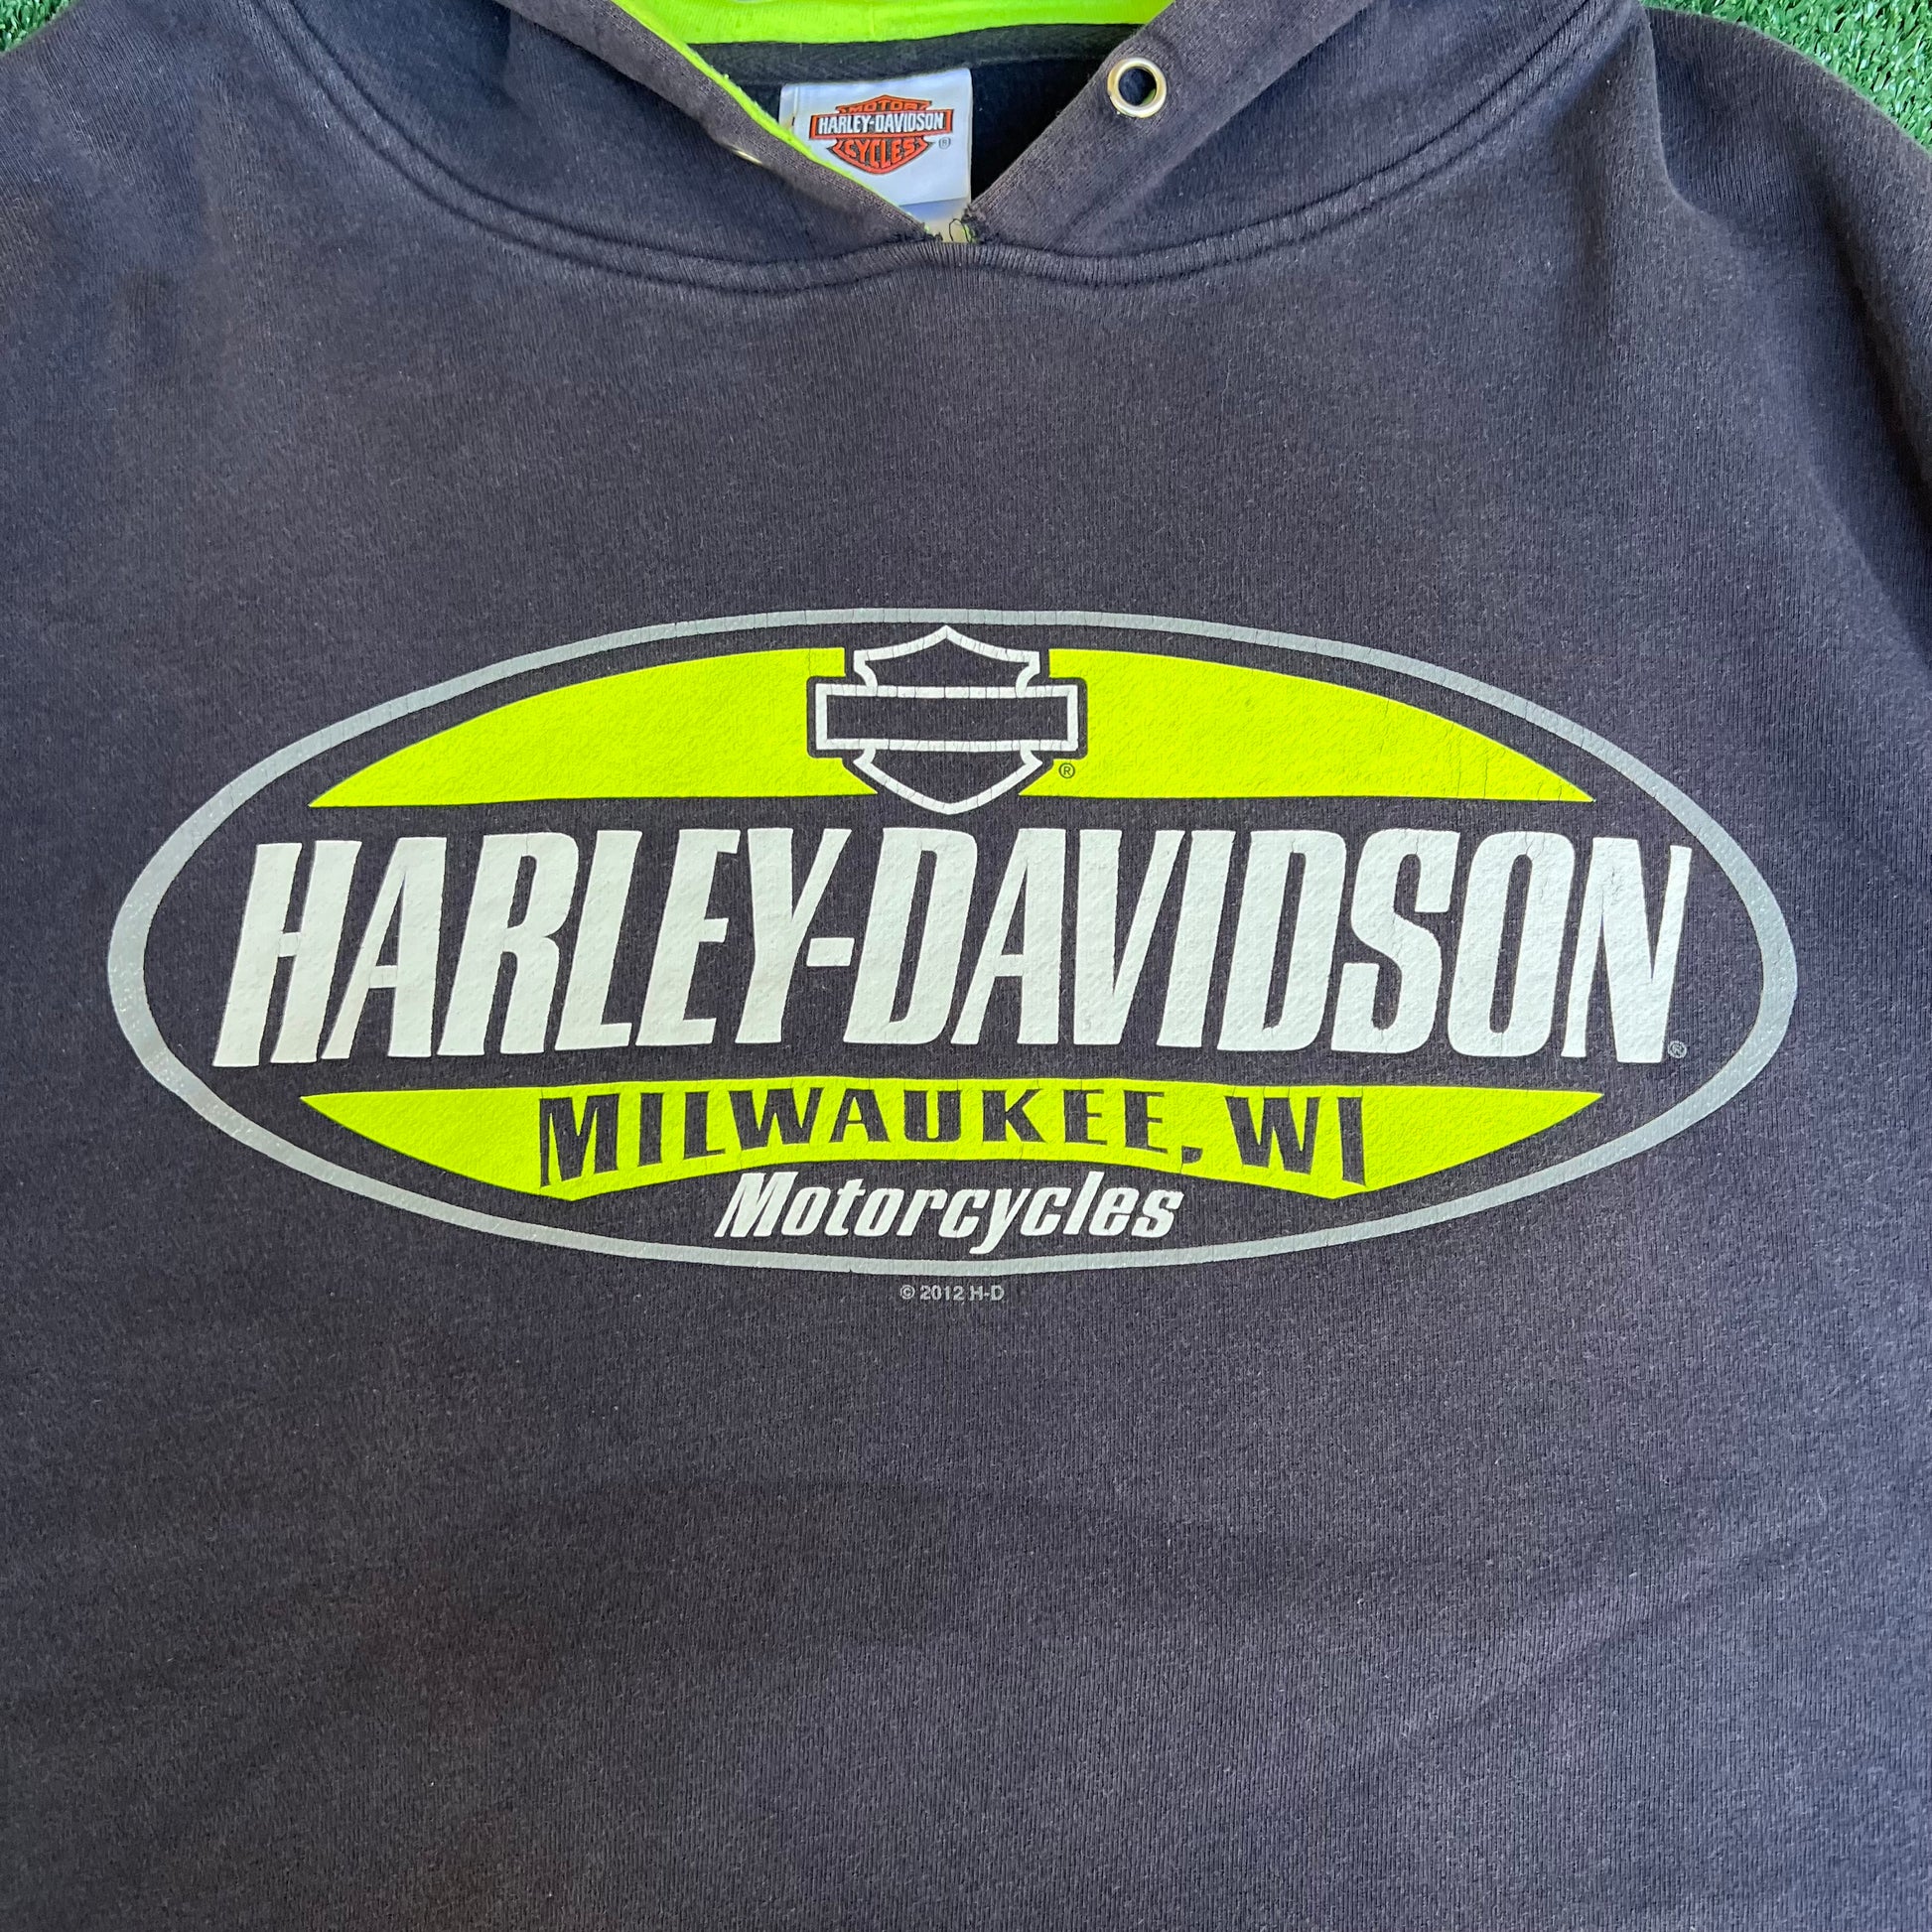 MOTOR
HARLEY-DAVIDSON
CYCLES
®
®
HARLEY-DAVIDSON
®
MILWAUKEE, WI
Motorcycles
© 2012 H-D